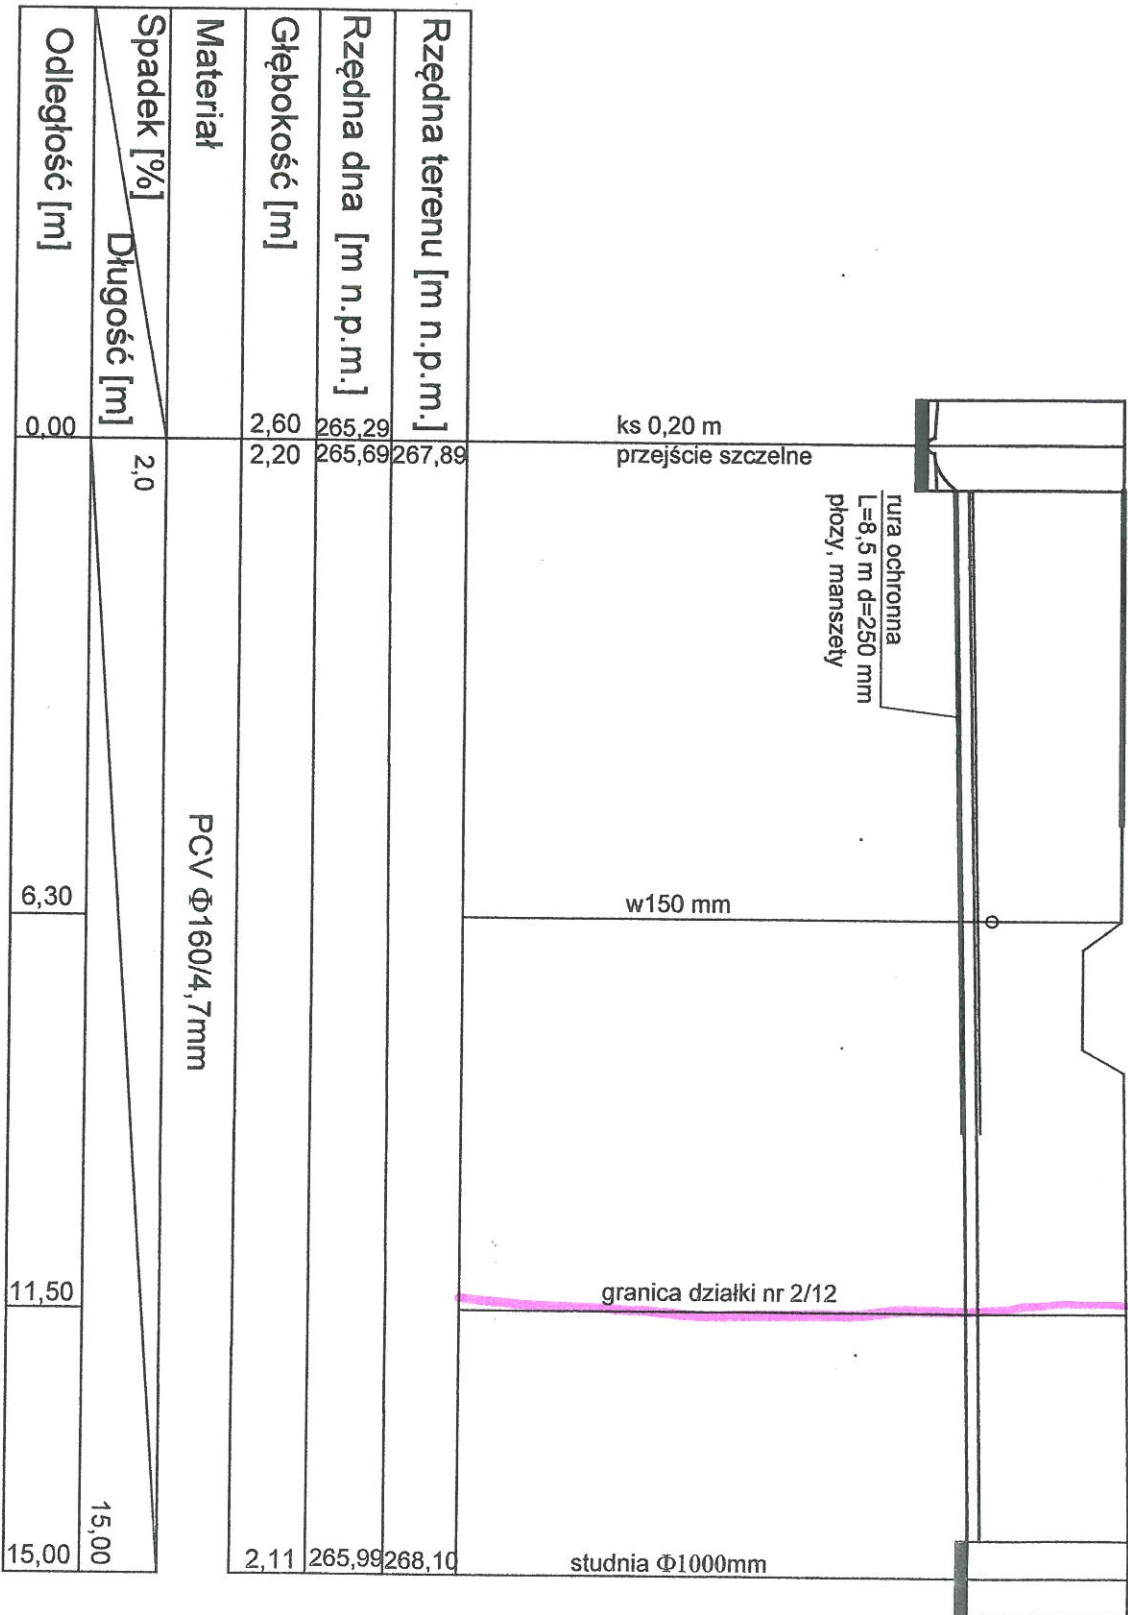 ks 0,20 m
przejście szczelne
rura ochronna
L=8,5 m d=250 mm
płozy, manszety
w150 mm
granica działki nr 2/12
studnia Φ1000mm
Rzędna terenu [m n.p.m.]
267,89
268,10
Rzędna dna [m n.p.m.]
265,29
265,69
265,99
Głębokość [m]
2,60
2,20
2,11
Materiał
PCV Φ160/4,7mm
Spadek [%]
Długość [m]
2,0
15,00
Odległość [m]
0,00
6,30
11,50
15,00